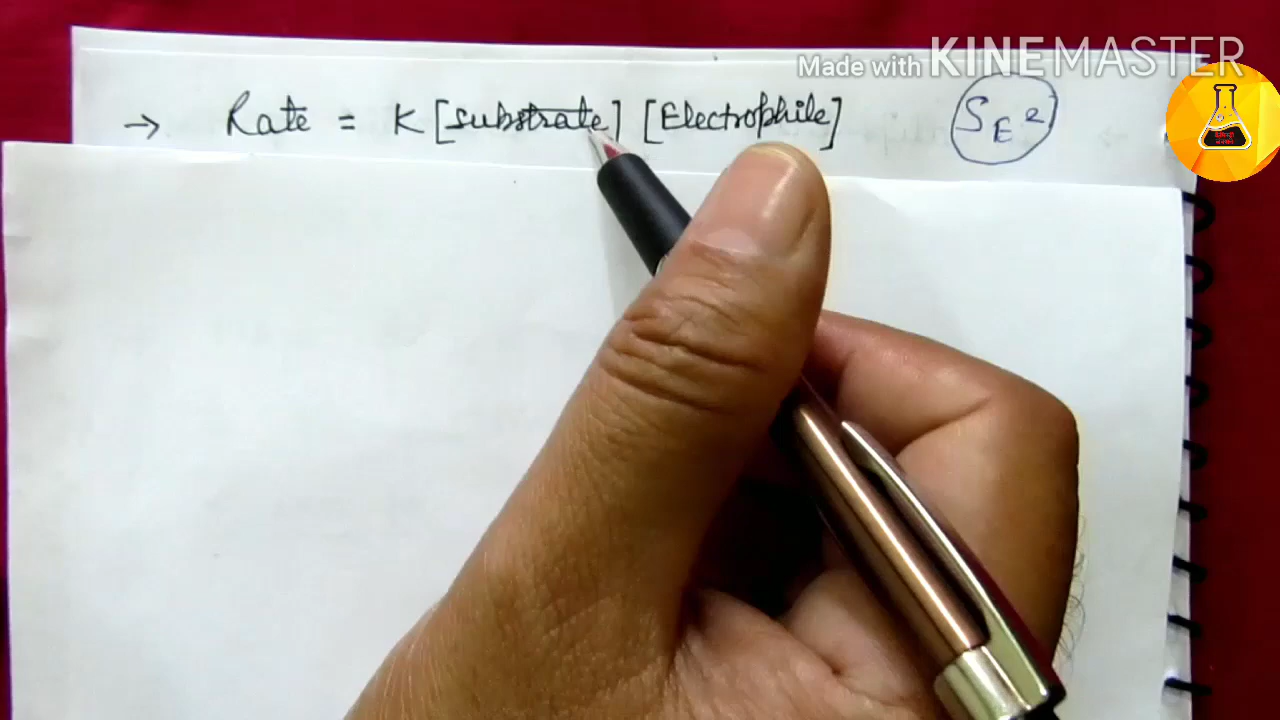 Made with KINEMASTER
→ Rate = K [substrate] [Electrophile] SE2